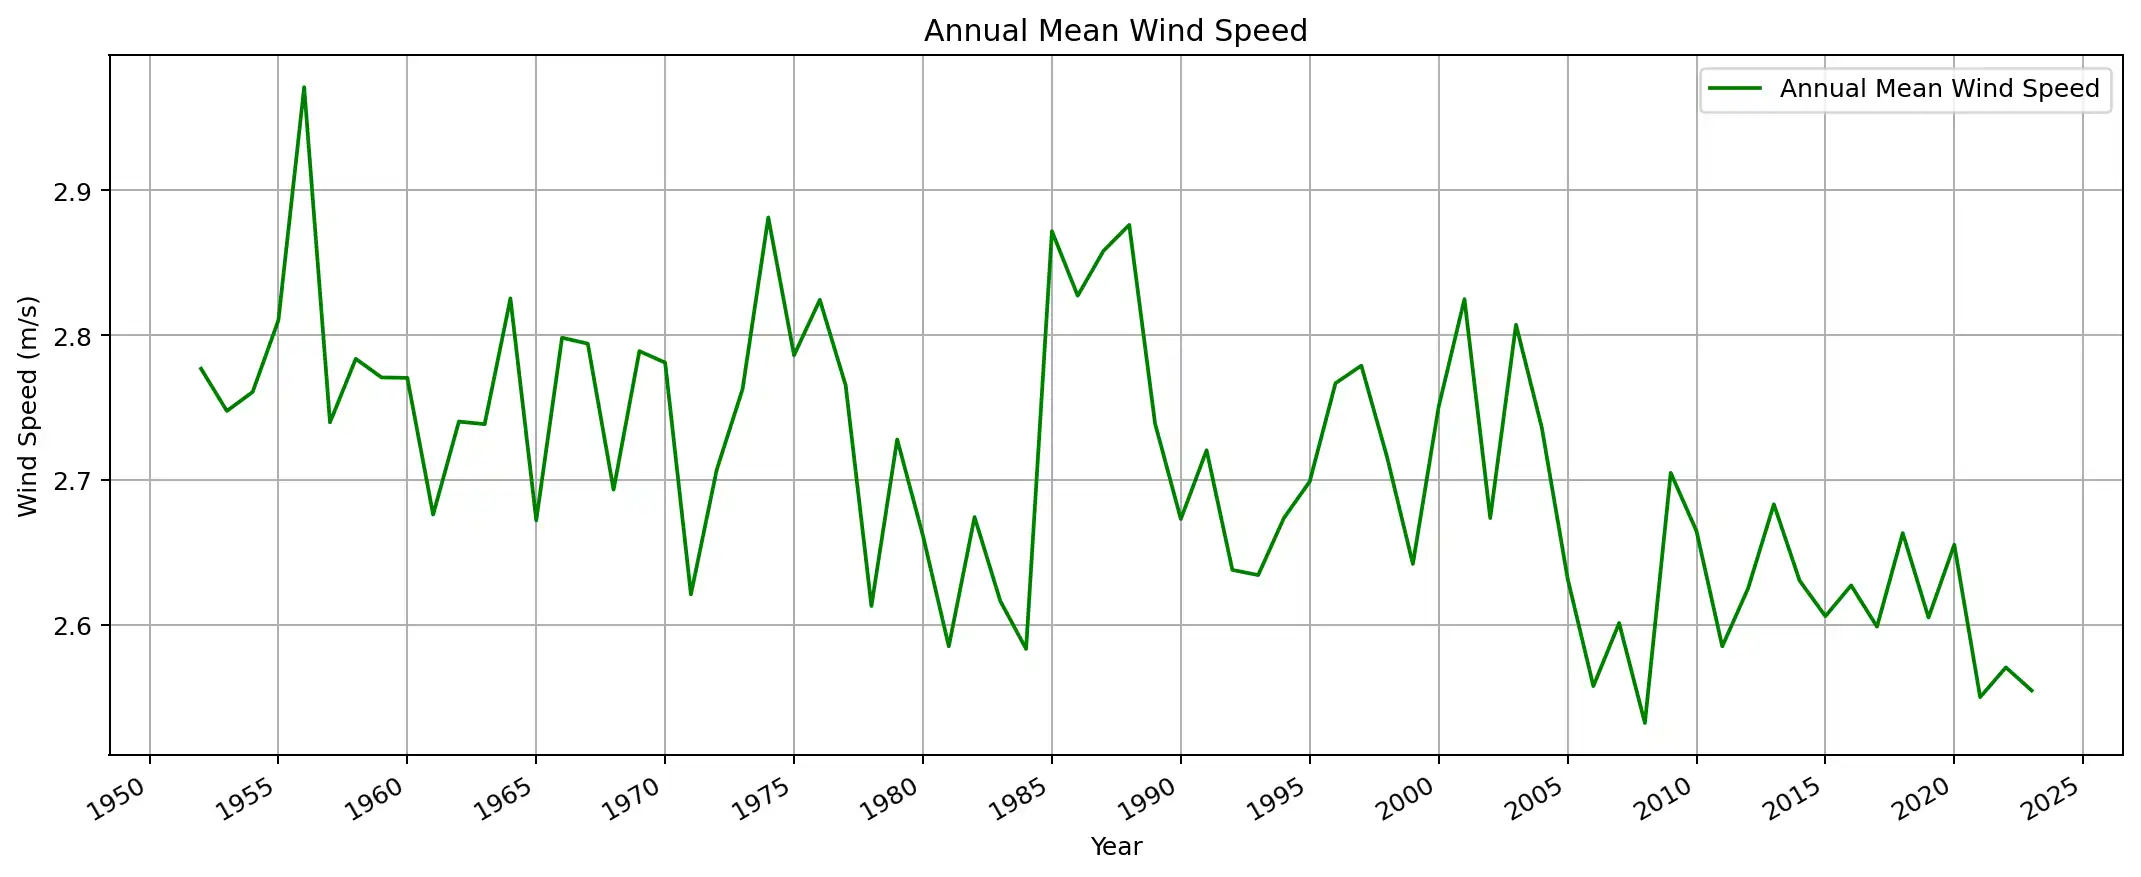 Annual Mean Wind Speed
Annual Mean Wind Speed
Wind Speed (m/s)
2.9
2.8
2.7
2.6
1950 1955 1960 1965 1970 1975 1980 1985 1990 1995 2000 2005 2010 2015 2020 2025
Year